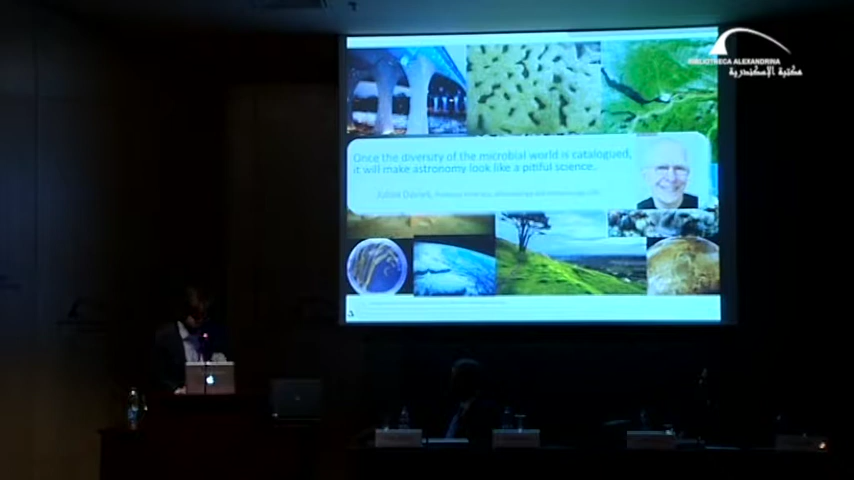 BIBLIOTHECA ALEXANDRINA
مكتبة الإسكندرية
Once the diversity of the microbial world is catalogued,
it will make astronomy look like a pitiful science.
Julian Davies,